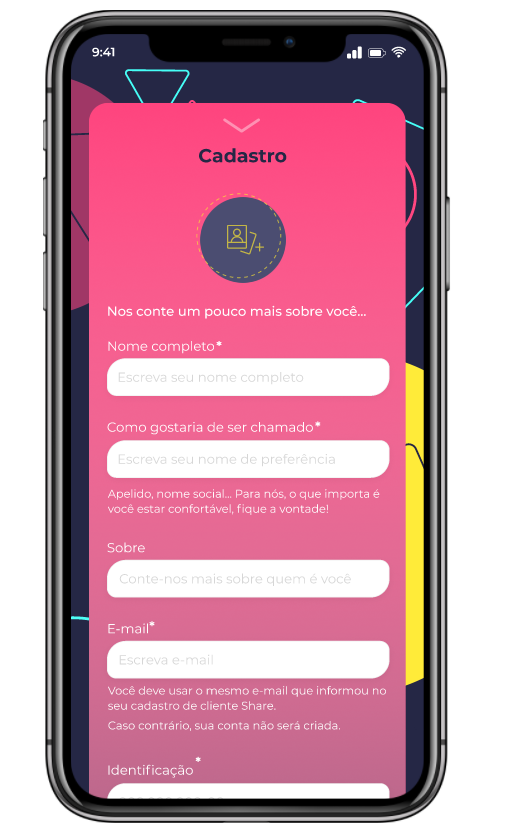 9:41
Cadastro
Nos conte um pouco mais sobre você...
Nome completo*
Escreva seu nome completo
Como gostaria de ser chamado*
Escreva seu nome de preferência
Apelido, nome social... Para nós, o que importa é
você estar confortável, fique a vontade!
Sobre
Conte-nos mais sobre quem é você
E-mail*
Escreva e-mail
Você deve usar o mesmo e-mail que informou no
seu cadastro de cliente Share.
Caso contrário, sua conta não será criada.
Identificação*